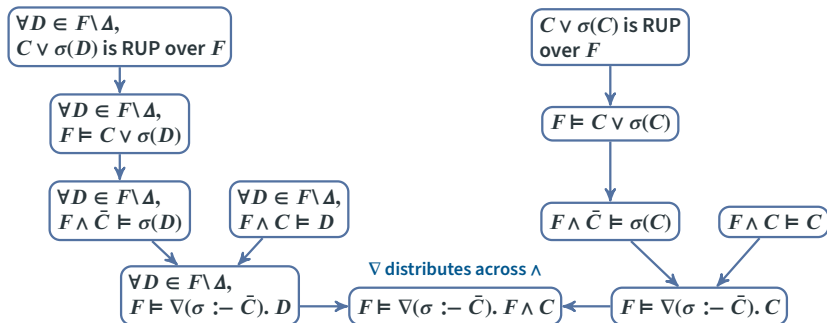 ∀D ∈ F\Δ,
C ∨ σ(D) is RUP over F
C ∨ σ(C) is RUP
over F
∀D ∈ F\Δ,
F ⊨ C ∨ σ(D)
F ⊨ C ∨ σ(C)
∀D ∈ F\Δ,
F ∧ C̄ ⊨ σ(D)
∀D ∈ F\Δ,
F ∧ C ⊨ D
F ∧ C̄ ⊨ σ(C)
F ∧ C ⊨ C
∇ distributes across ∧
∀D ∈ F\Δ,
F ⊨ ∇(σ :– C̄). D
F ⊨ ∇(σ :– C̄). F ∧ C
F ⊨ ∇(σ :– C̄). C